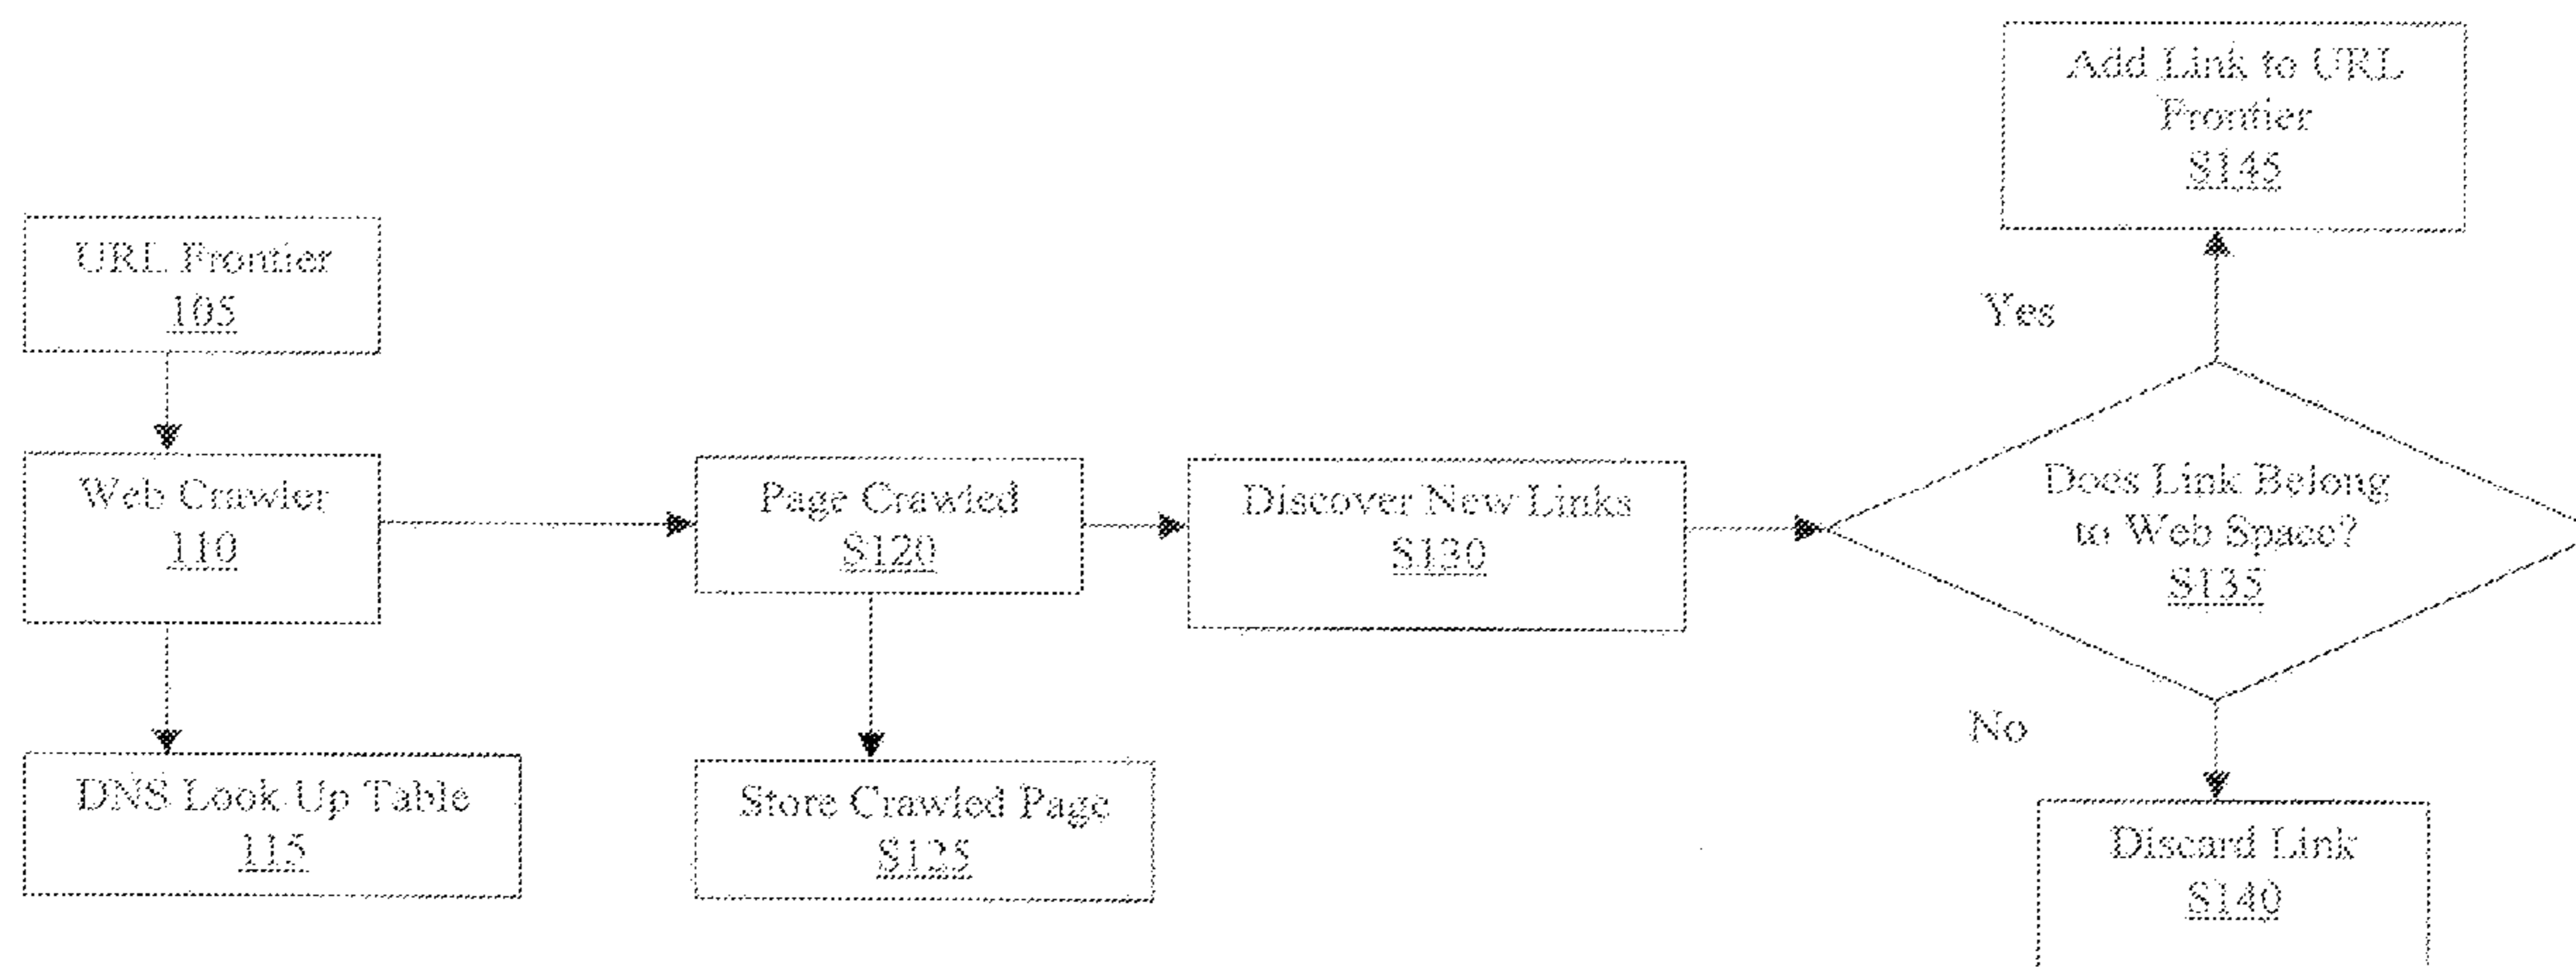 Add Link to URL
Frontier
S145
URL Frontier
105
Yes
Web Crawler
110
Page Crawled
S120
Discover New Links
S130
Does Link Belong
to Web Space?
S135
No
DNS Look Up Table
115
Store Crawled Page
S125
Discard Link
S140